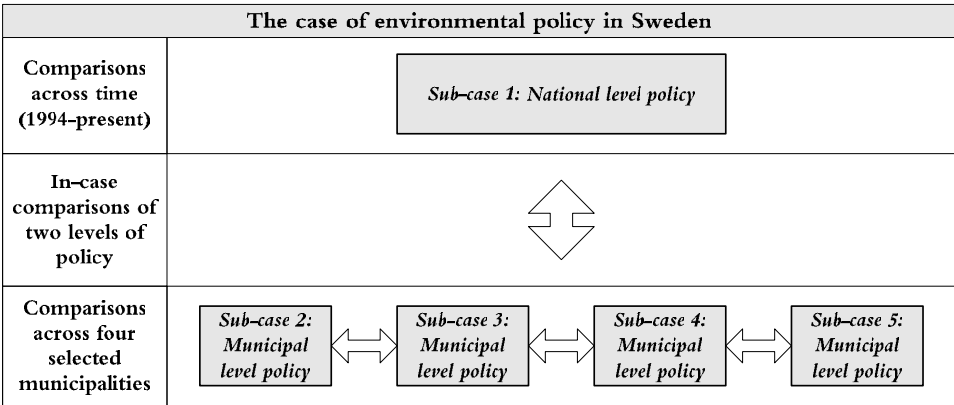 The case of environmental policy in Sweden
Comparisons
across time
(1994-present)
Sub-case 1: National level policy
In-case
comparisons of
two levels of
policy
Comparisons
across four
selected
municipalities
Sub-case 2:
Municipal
level policy
Sub-case 3:
Municipal
level policy
Sub-case 4:
Municipal
level policy
Sub-case 5:
Municipal
level policy